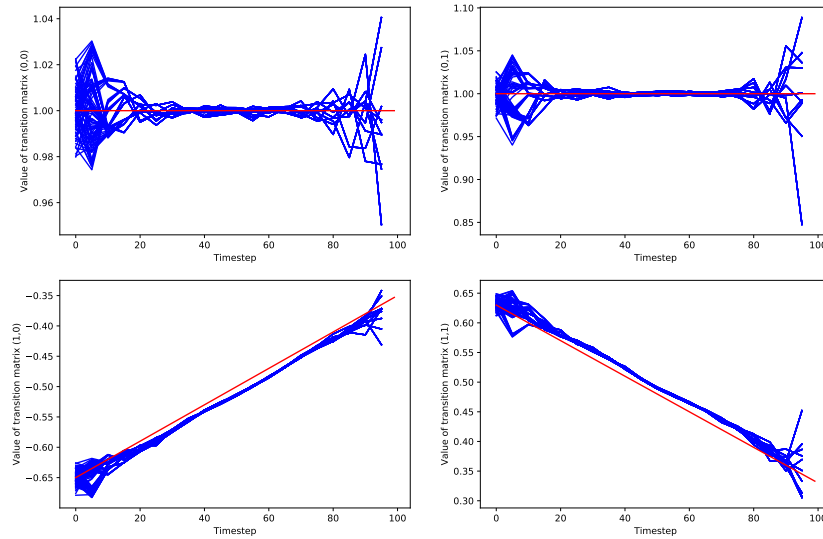 Value of transition matrix (0,0)
1.04
1.02
1.00
0.98
0.96
0 20 40 60 80 100
Timestep
Value of transition matrix (0,1)
1.10
1.05
1.00
0.95
0.90
0.85
0 20 40 60 80 100
Timestep
Value of transition matrix (1,0)
−0.35
−0.40
−0.45
−0.50
−0.55
−0.60
−0.65
0 20 40 60 80 100
Timestep
Value of transition matrix (1,1)
0.65
0.60
0.55
0.50
0.45
0.40
0.35
0.30
0 20 40 60 80 100
Timestep